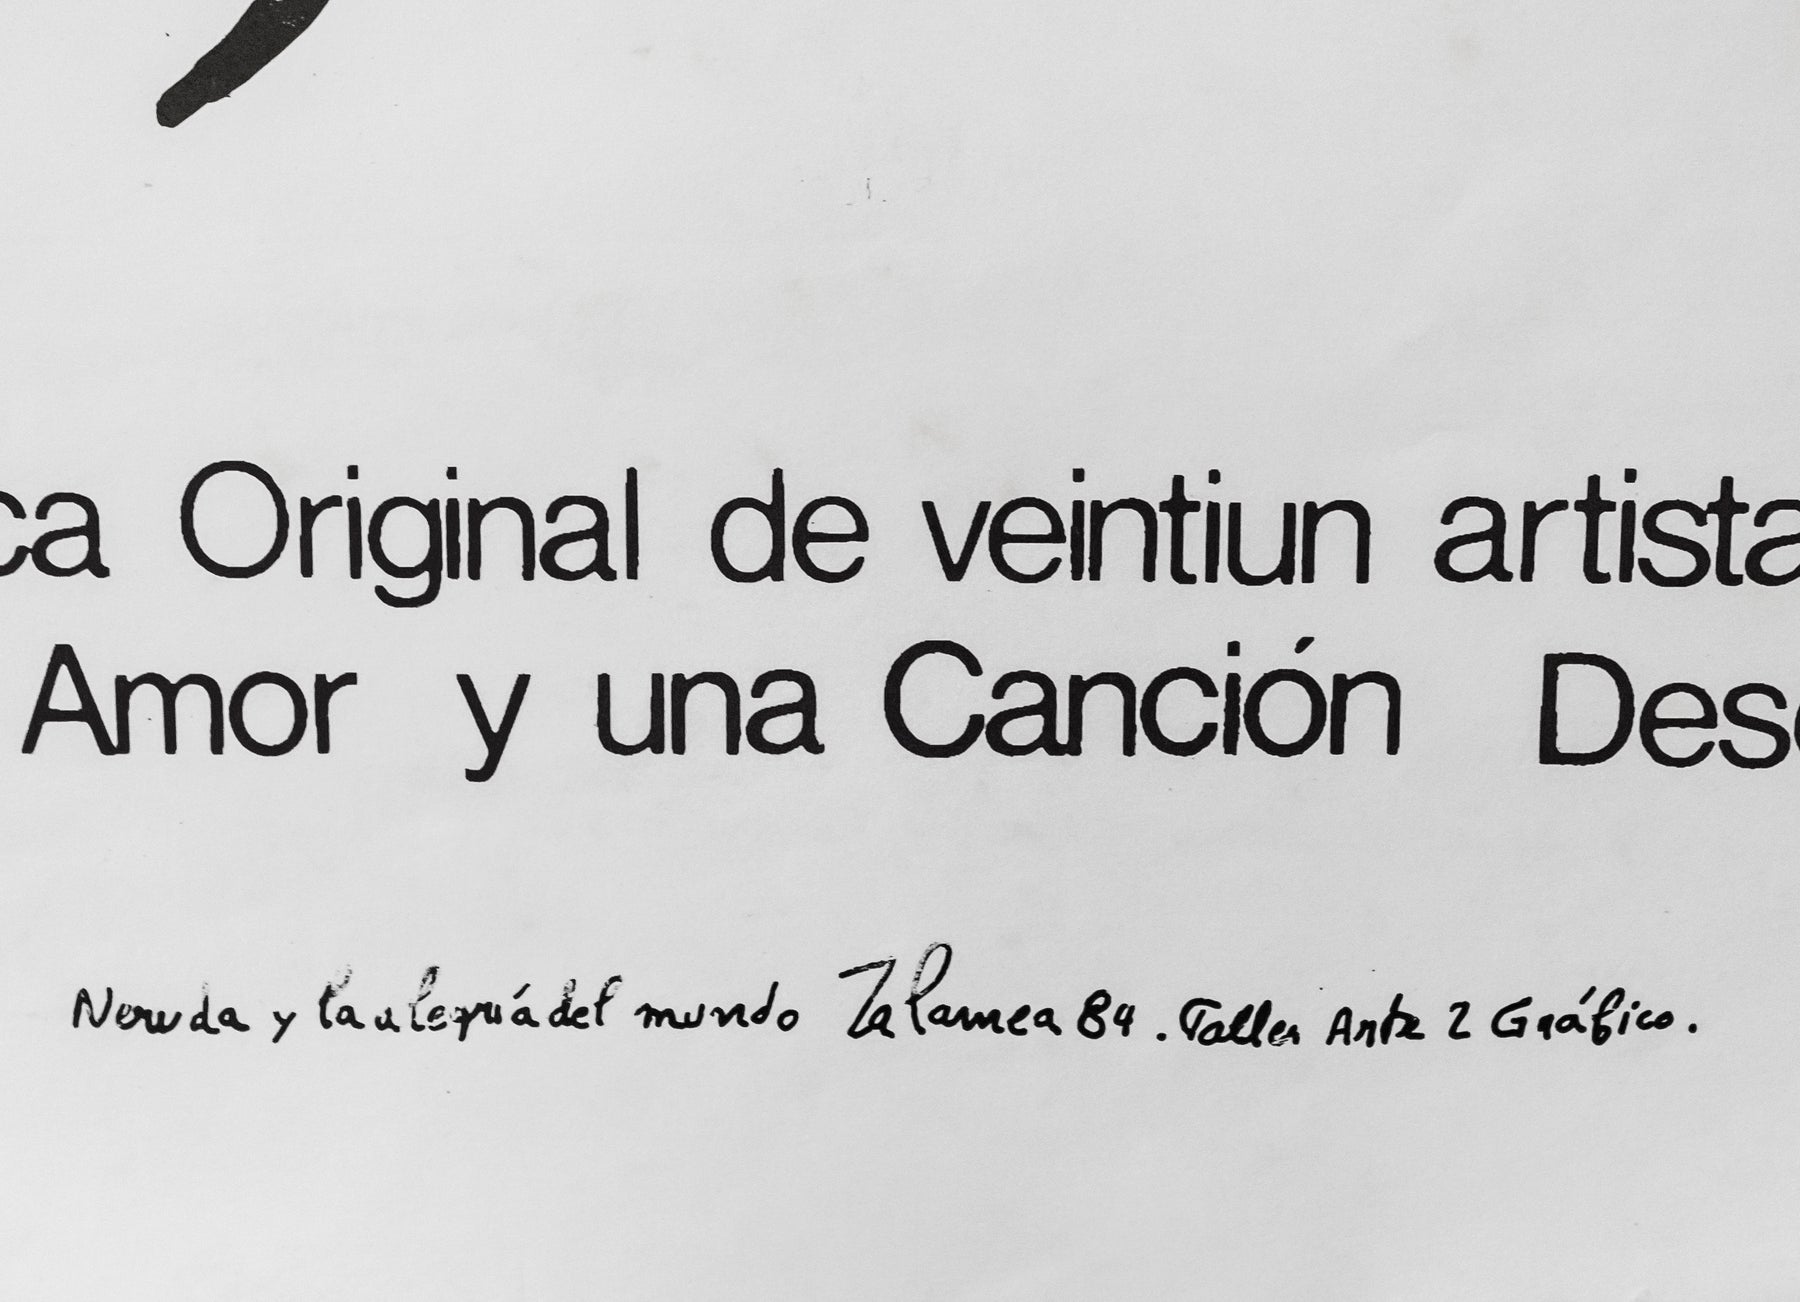 ca Original de veintiun artista
Amor y una Canción Dese
Neruda y la alegría del mundo Zalamea 84. Taller Arte 2 Gráfico.